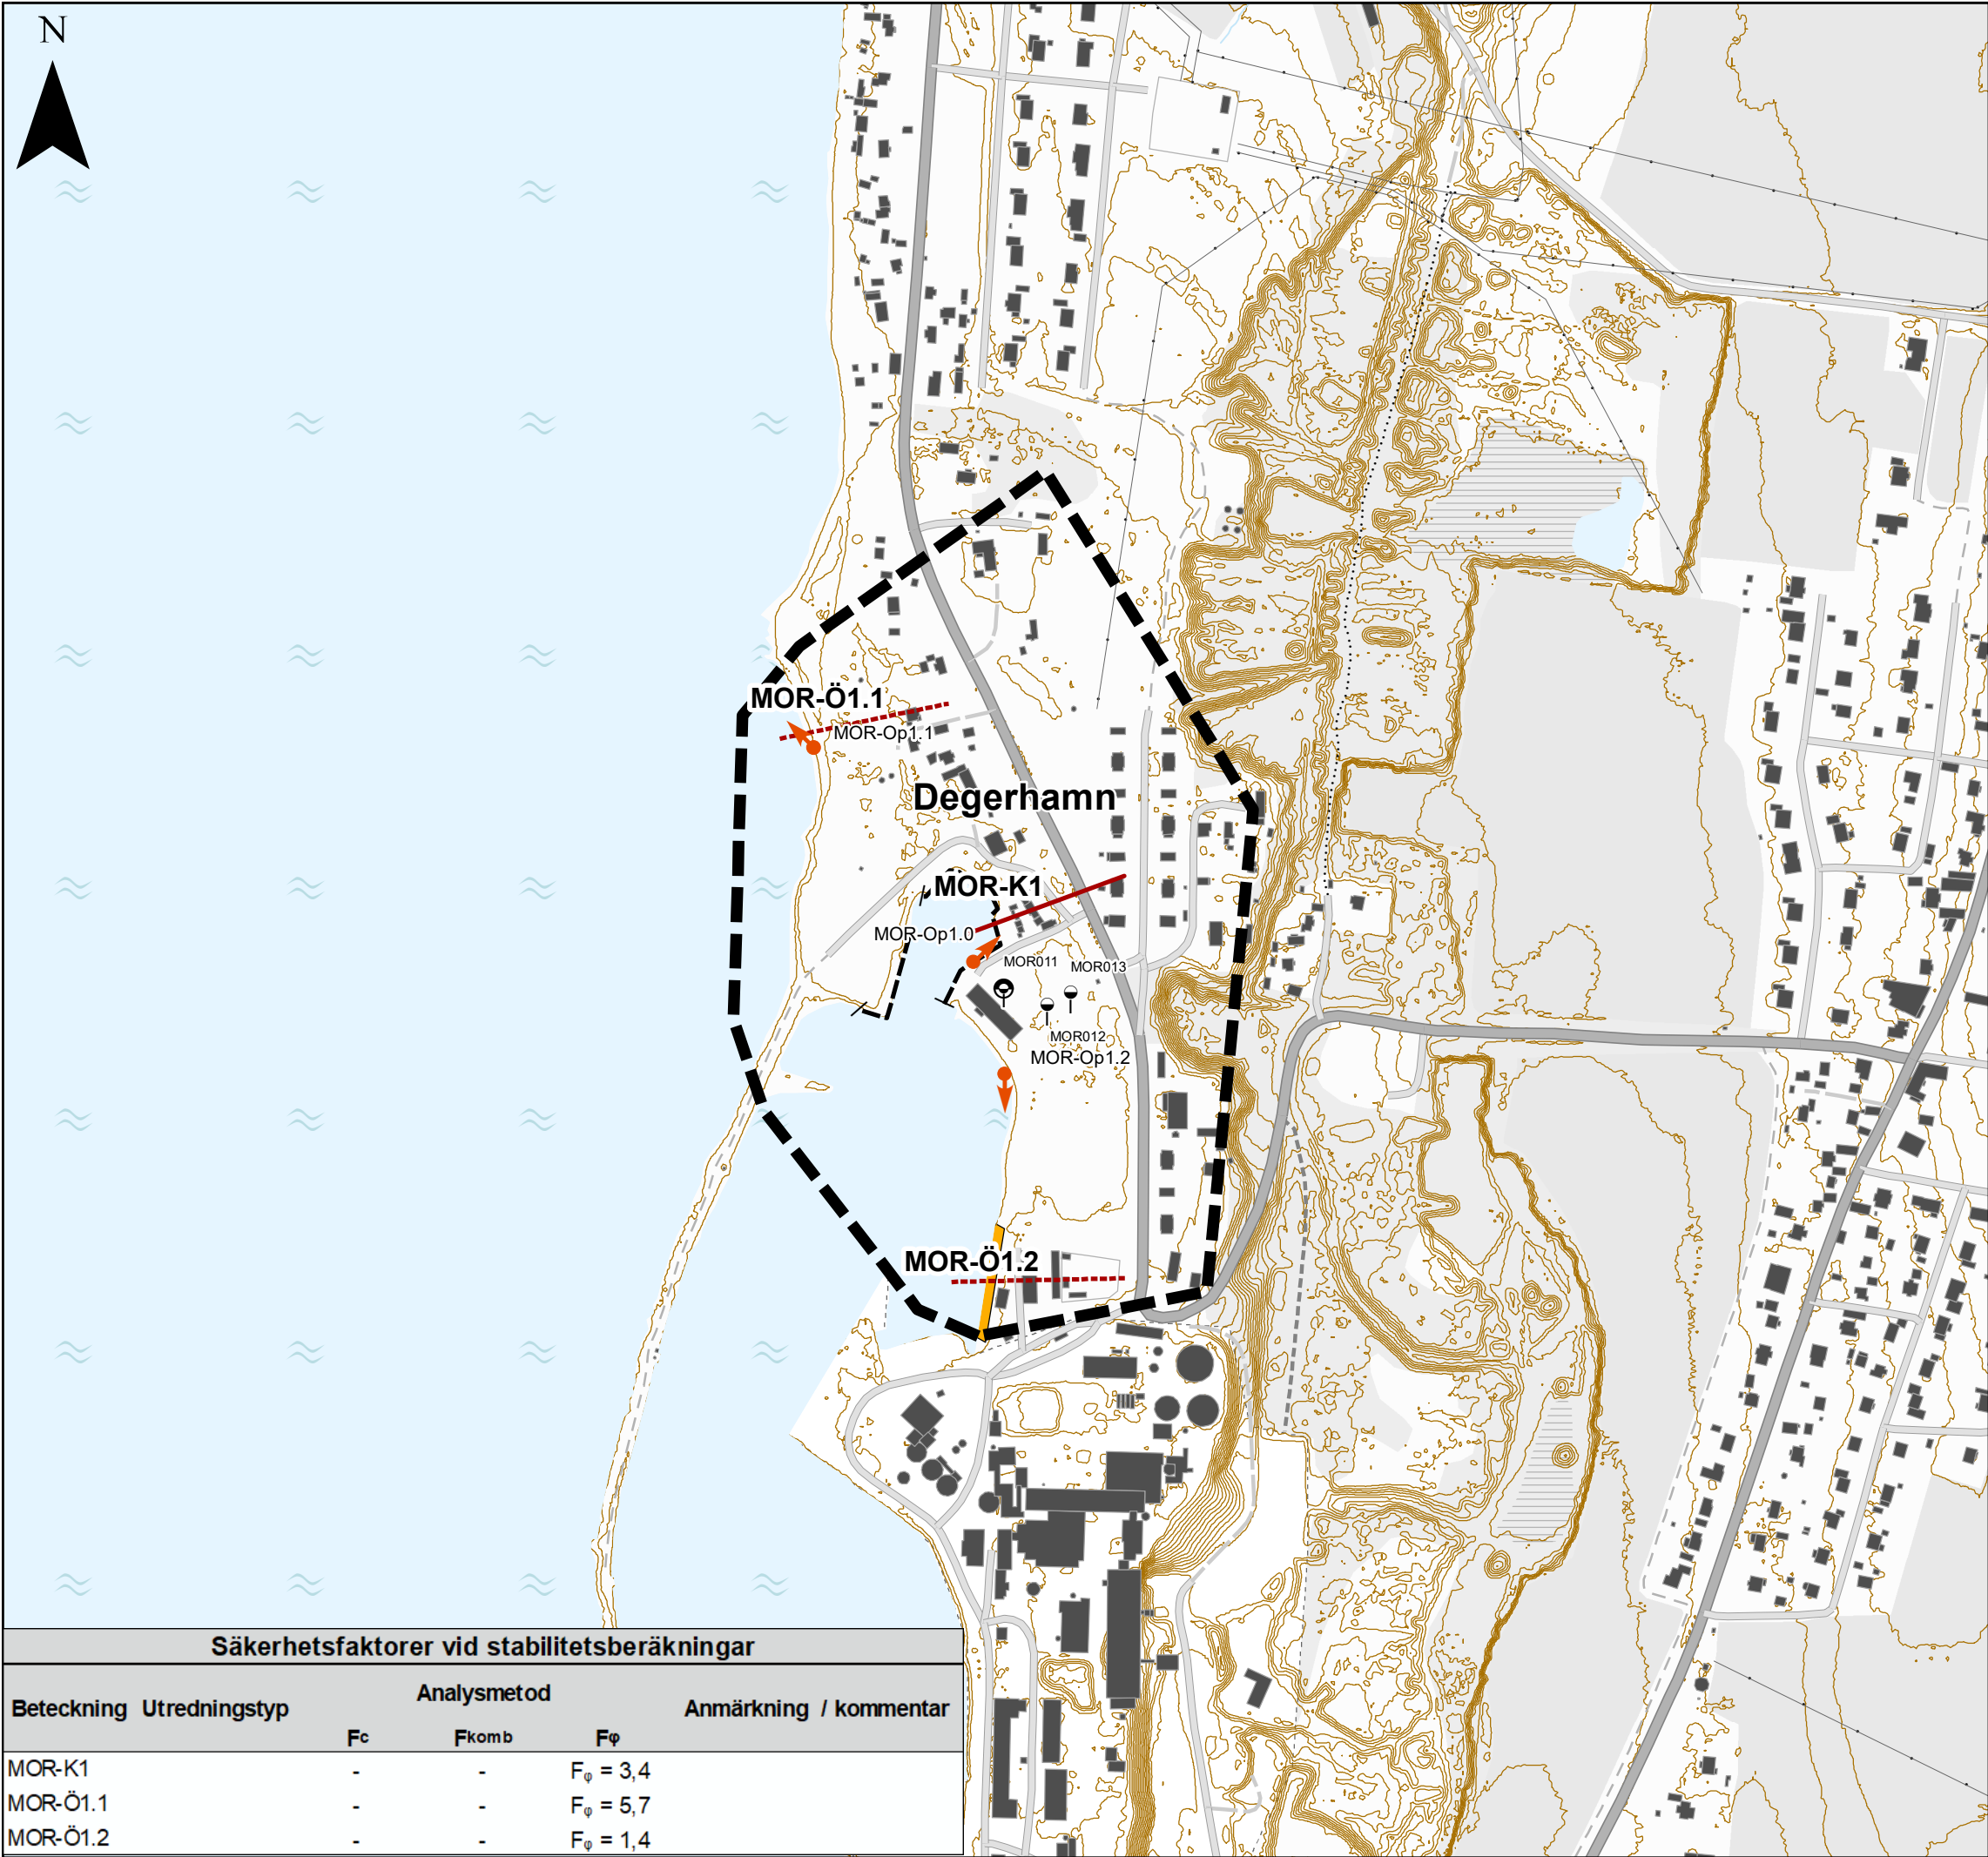 N
MOR-Ö1.1
MOR-Op1.1
Degerhamn
MOR-K1
MOR-Op1.0
MOR011
MOR013
MOR012
MOR-Op1.2
MOR-Ö1.2
Säkerhetsfaktorer vid stabilitetsberäkningar
Beteckning Utredningstyp Analysmetod Anmärkning / kommentar
Fc Fkomb Fφ
MOR-K1 - - Fφ = 3,4
MOR-Ö1.1 - - Fφ = 5,7
MOR-Ö1.2 - - Fφ = 1,4